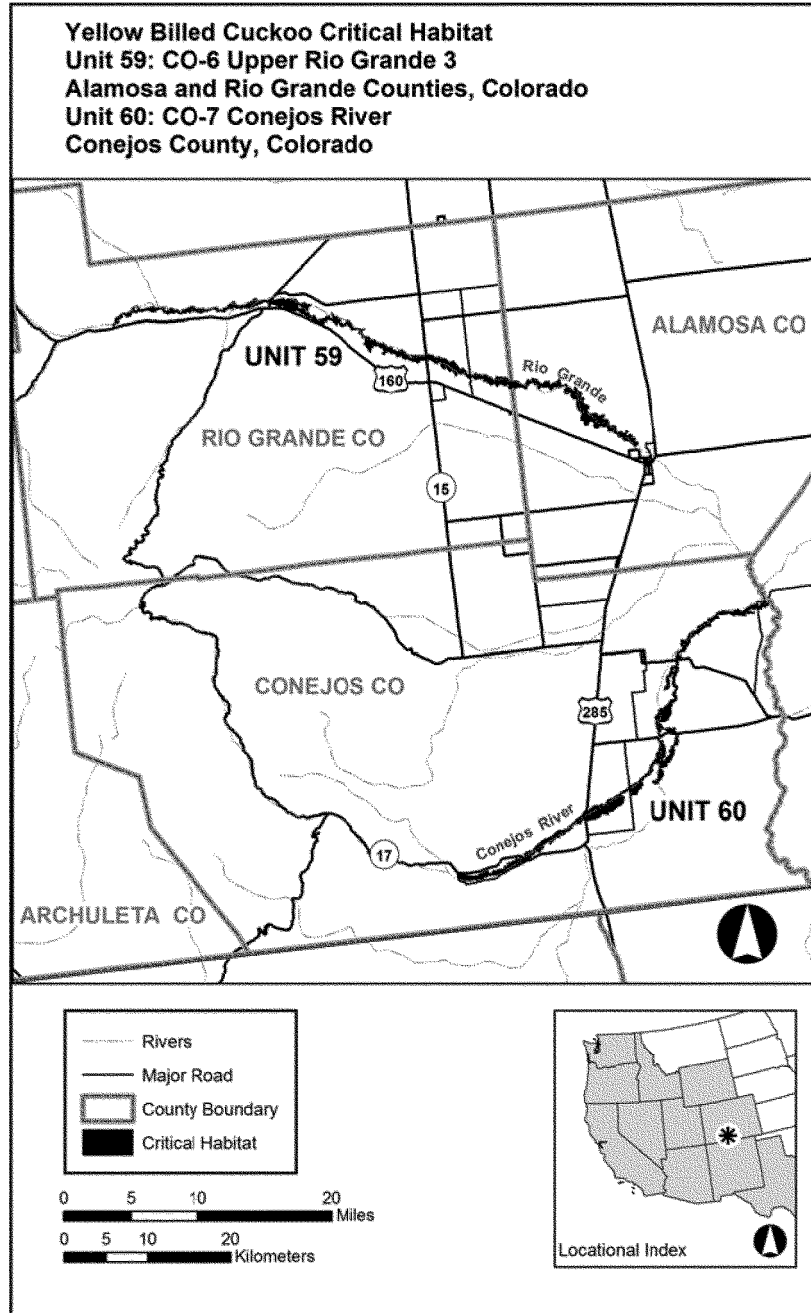 Yellow Billed Cuckoo Critical Habitat
Unit 59: CO-6 Upper Rio Grande 3
Alamosa and Rio Grande Counties, Colorado
Unit 60: CO-7 Conejos River
Conejos County, Colorado
ALAMOSA CO
UNIT 59
Rio Grande
160
RIO GRANDE CO
15
CONEJOS CO
285
UNIT 60
Conejos River
17
ARCHULETA CO
Rivers
Major Road
County Boundary
Critical Habitat
0 5 10 20
Miles
0 5 10 20
Kilometers
Locational Index